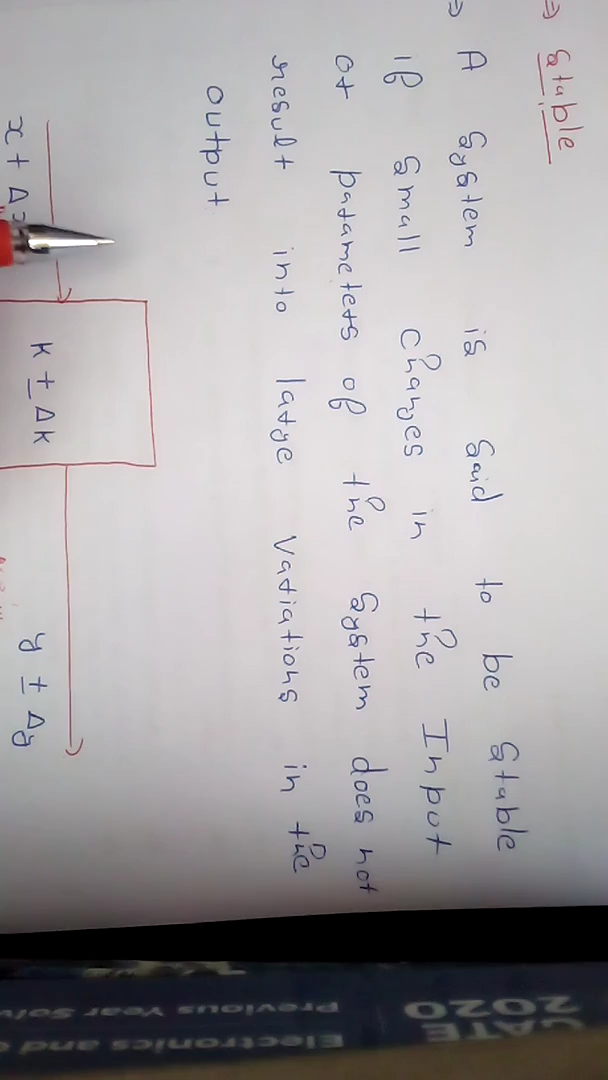 ⇒ Stable
⇒ A System is Said to be Stable
if Small changes in the Input
or parameters of the System does not
result into large Variations in the
output
K ± ΔK
x + Δ
y ± Δy
GATE
2020
Previous Year
Electronics and